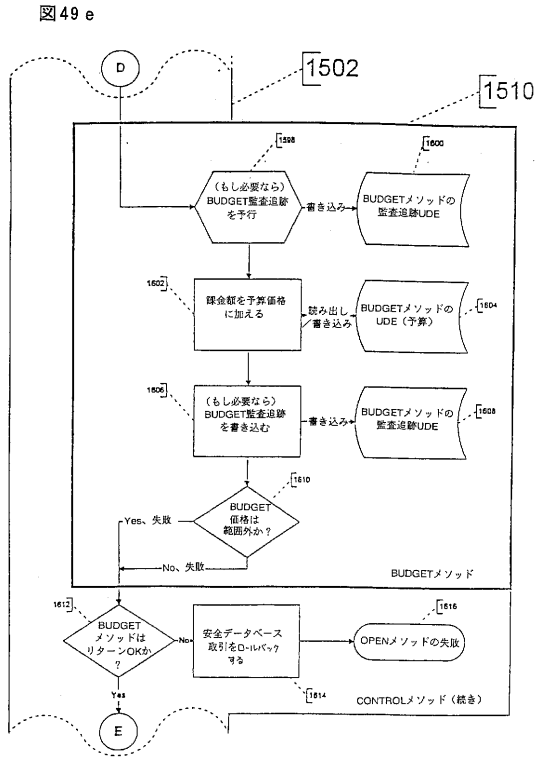 図49 e
D
1502
1510
1598
(もし必要なら)
BUDGET監査追跡
を予行
書き込み
1600
BUDGETメソッドの
監査追跡UDE
1602
課金額を予算価格
に加える
読み出し
/書き込み
BUDGETメソッドの
UDE(予算)
1604
1606
(もし必要なら)
BUDGET監査追跡
を書き込む
書き込み
BUDGETメソッドの
監査追跡UDE
1608
1610
BUDGET
価格は
範囲外か?
Yes、失敗
No、失敗
BUDGETメソッド
1612
BUDGET
メソッドは
リターンOKか
?
No
安全データベース
取引をロールバック
する
1614
1616
OPENメソッドの失敗
Yes
CONTROLメソッド(続き)
E